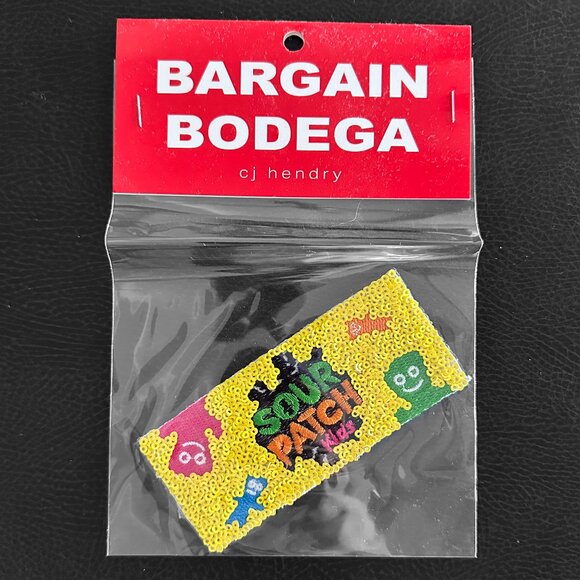 BARGAIN
BODEGA
cj hendry
SOUR
PATCH
Kids